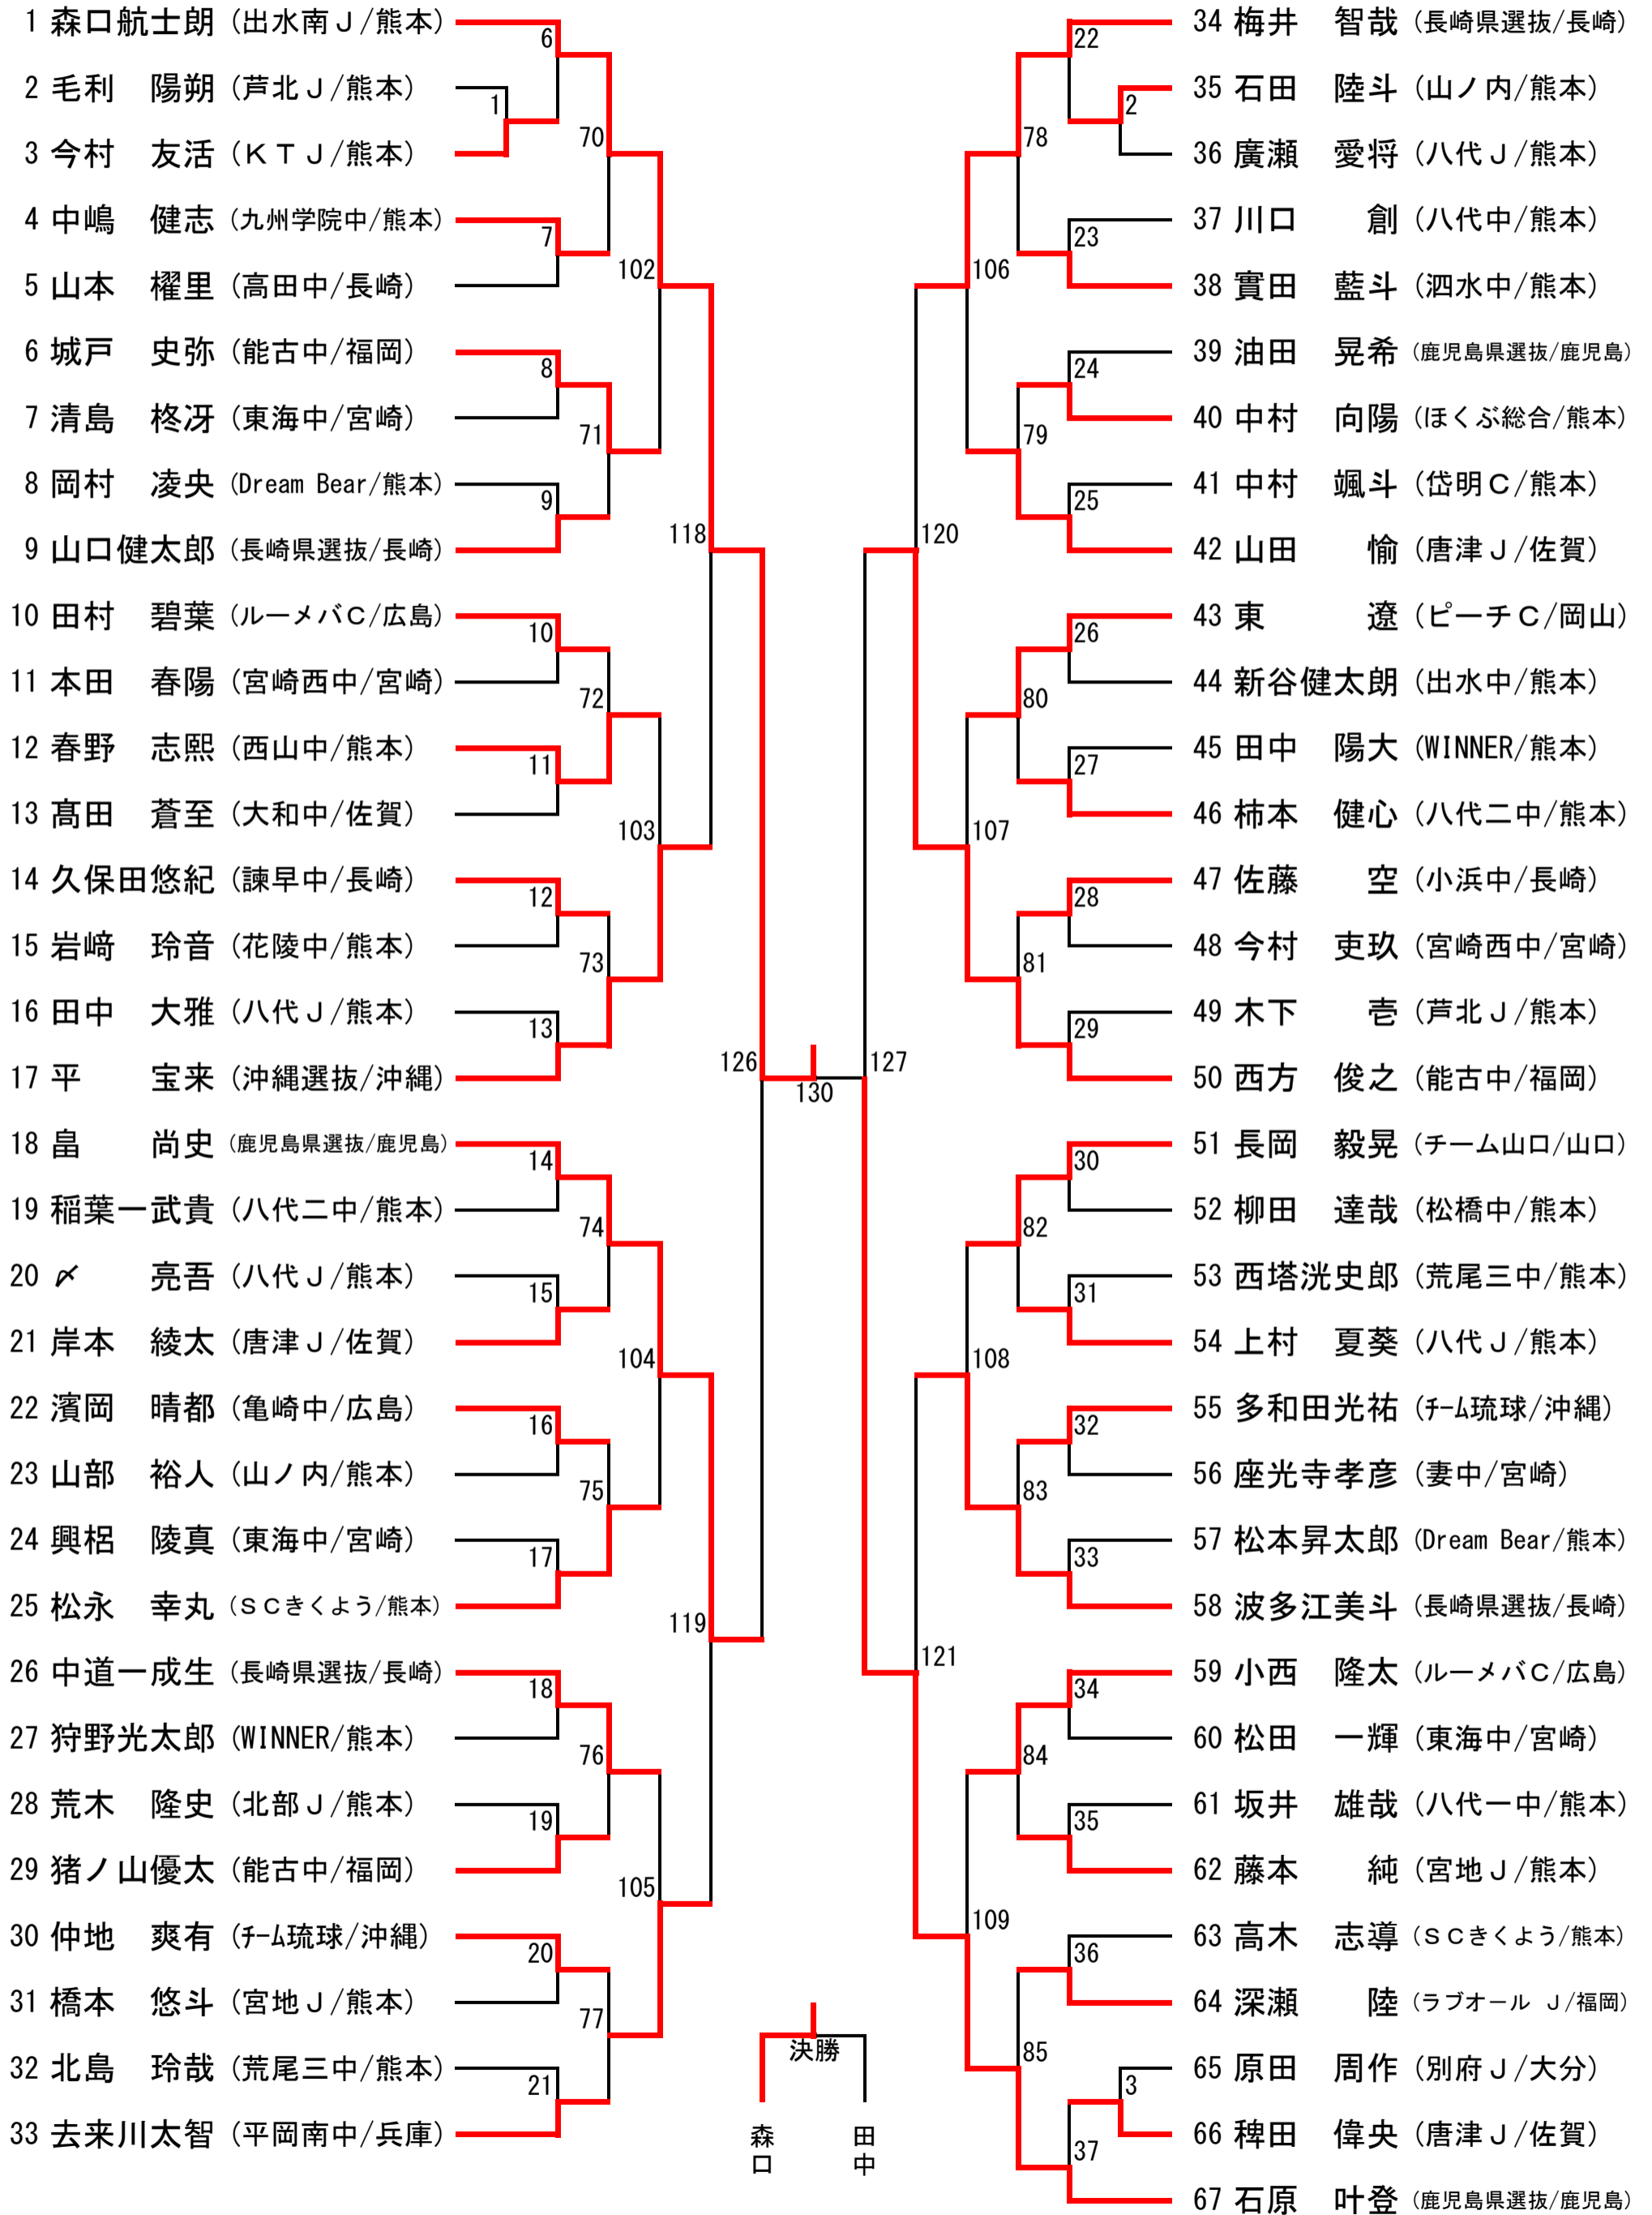 1 森口航士朗 (出水南Ｊ/熊本)
2 毛利　陽朔 (芦北Ｊ/熊本)
3 今村　友活 (ＫＴＪ/熊本)
4 中嶋　健志 (九州学院中/熊本)
5 山本　櫂里 (高田中/長崎)
6 城戸　史弥 (能古中/福岡)
7 清島　柊冴 (東海中/宮崎)
8 岡村　凌央 (Dream Bear/熊本)
9 山口健太郎 (長崎県選抜/長崎)
10 田村　碧葉 (ルーメバＣ/広島)
11 本田　春陽 (宮崎西中/宮崎)
12 春野　志熙 (西山中/熊本)
13 髙田　蒼至 (大和中/佐賀)
14 久保田悠紀 (諫早中/長崎)
15 岩﨑　玲音 (花陵中/熊本)
16 田中　大雅 (八代Ｊ/熊本)
17 平　　宝来 (沖縄選抜/沖縄)
18 畠　　尚史 (鹿児島県選抜/鹿児島)
19 稲葉一武貴 (八代二中/熊本)
20 〆　　亮吾 (八代Ｊ/熊本)
21 岸本　綾太 (唐津Ｊ/佐賀)
22 濱岡　晴都 (亀崎中/広島)
23 山部　裕人 (山ノ内/熊本)
24 興梠　陵真 (東海中/宮崎)
25 松永　幸丸 (ＳＣきくよう/熊本)
26 中道一成生 (長崎県選抜/長崎)
27 狩野光太郎 (WINNER/熊本)
28 荒木　隆史 (北部Ｊ/熊本)
29 猪ノ山優太 (能古中/福岡)
30 仲地　爽有 (ﾁｰﾑ琉球/沖縄)
31 橋本　悠斗 (宮地Ｊ/熊本)
32 北島　玲哉 (荒尾三中/熊本)
33 去来川太智 (平岡南中/兵庫)
1
6
7
8
9
10
11
12
13
14
15
16
17
18
19
20
21
70
71
72
73
74
75
76
77
102
103
104
105
118
119
126
130
127
120
121
106
107
108
109
78
79
80
81
82
83
84
85
22
23
24
25
26
27
28
29
30
31
32
33
34
35
36
37
2
3
決勝
森口
田中
34 梅井　智哉 (長崎県選抜/長崎)
35 石田　陸斗 (山ノ内/熊本)
36 廣瀬　愛将 (八代Ｊ/熊本)
37 川口　　創 (八代中/熊本)
38 實田　藍斗 (泗水中/熊本)
39 油田　晃希 (鹿児島県選抜/鹿児島)
40 中村　向陽 (ほくぶ総合/熊本)
41 中村　颯斗 (岱明Ｃ/熊本)
42 山田　　愉 (唐津Ｊ/佐賀)
43 東　　　遼 (ピーチＣ/岡山)
44 新谷健太朗 (出水中/熊本)
45 田中　陽大 (WINNER/熊本)
46 柿本　健心 (八代二中/熊本)
47 佐藤　　空 (小浜中/長崎)
48 今村　吏玖 (宮崎西中/宮崎)
49 木下　　壱 (芦北Ｊ/熊本)
50 西方　俊之 (能古中/福岡)
51 長岡　毅晃 (チーム山口/山口)
52 柳田　達哉 (松橋中/熊本)
53 西塔洸史郎 (荒尾三中/熊本)
54 上村　夏葵 (八代Ｊ/熊本)
55 多和田光祐 (ﾁｰﾑ琉球/沖縄)
56 座光寺孝彦 (妻中/宮崎)
57 松本昇太郎 (Dream Bear/熊本)
58 波多江美斗 (長崎県選抜/長崎)
59 小西　隆太 (ルーメバＣ/広島)
60 松田　一輝 (東海中/宮崎)
61 坂井　雄哉 (八代一中/熊本)
62 藤本　　純 (宮地Ｊ/熊本)
63 高木　志導 (ＳＣきくよう/熊本)
64 深瀬　　陸 (ラブオール Ｊ/福岡)
65 原田　周作 (別府Ｊ/大分)
66 稗田　偉央 (唐津Ｊ/佐賀)
67 石原　叶登 (鹿児島県選抜/鹿児島)